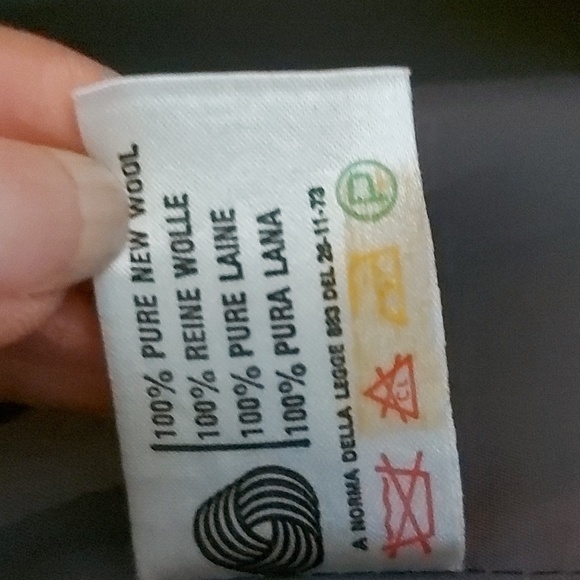 100% PURE NEW WOOL
100% REINE WOLLE
100% PURE LAINE
100% PURA LANA
A NORMA DELLA LEGGE 883 DEL 26-11-73
P
CL